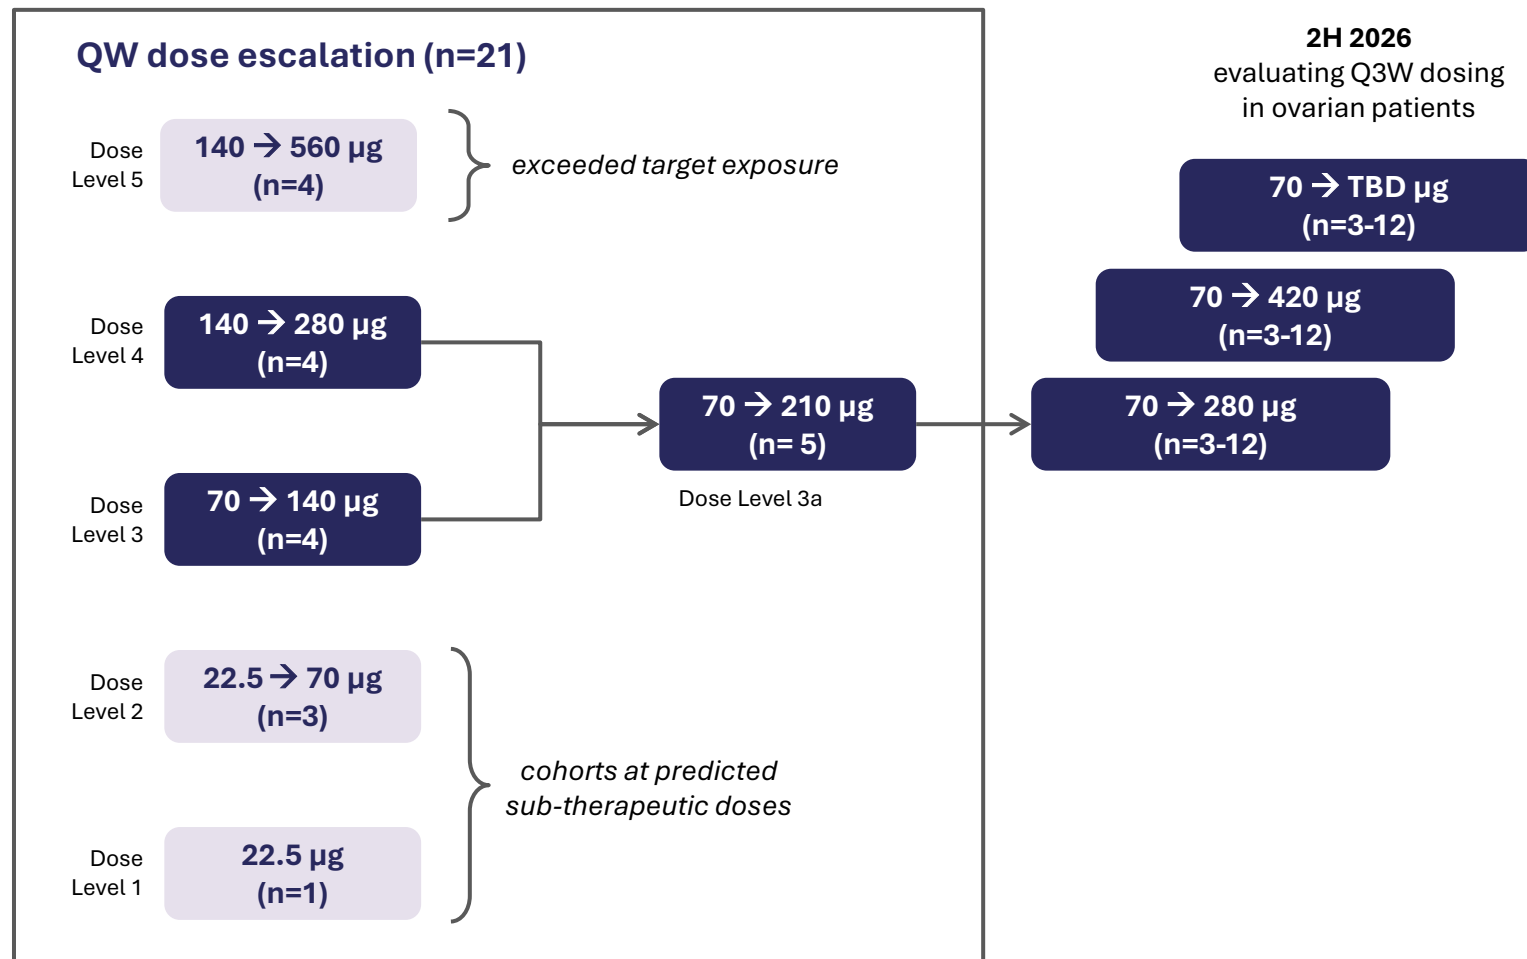 QW dose escalation (n=21)
Dose
Level 5
140 → 560 µg
(n=4)
exceeded target exposure
Dose
Level 4
140 → 280 µg
(n=4)
Dose
Level 3
70 → 140 µg
(n=4)
70 → 210 µg
(n= 5)
Dose Level 3a
Dose
Level 2
22.5 → 70 µg
(n=3)
Dose
Level 1
22.5 µg
(n=1)
cohorts at predicted
sub-therapeutic doses
2H 2026
evaluating Q3W dosing
in ovarian patients
70 → TBD µg
(n=3-12)
70 → 420 µg
(n=3-12)
70 → 280 µg
(n=3-12)